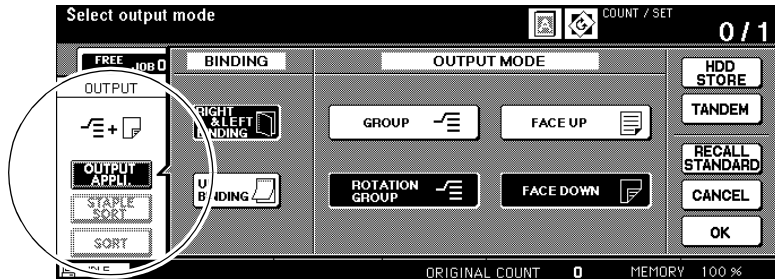 Select output mode
COUNT / SET
0 / 1
FREE JOB 0
BINDING
OUTPUT MODE
HDD STORE
OUTPUT
RIGHT & LEFT BINDING
GROUP
FACE UP
TANDEM
OUTPUT APPLI.
RECALL STANDARD
STAPLE SORT
BINDING
ROTATION GROUP
FACE DOWN
CANCEL
SORT
OK
ORIGINAL COUNT 0
MEMORY 100 %